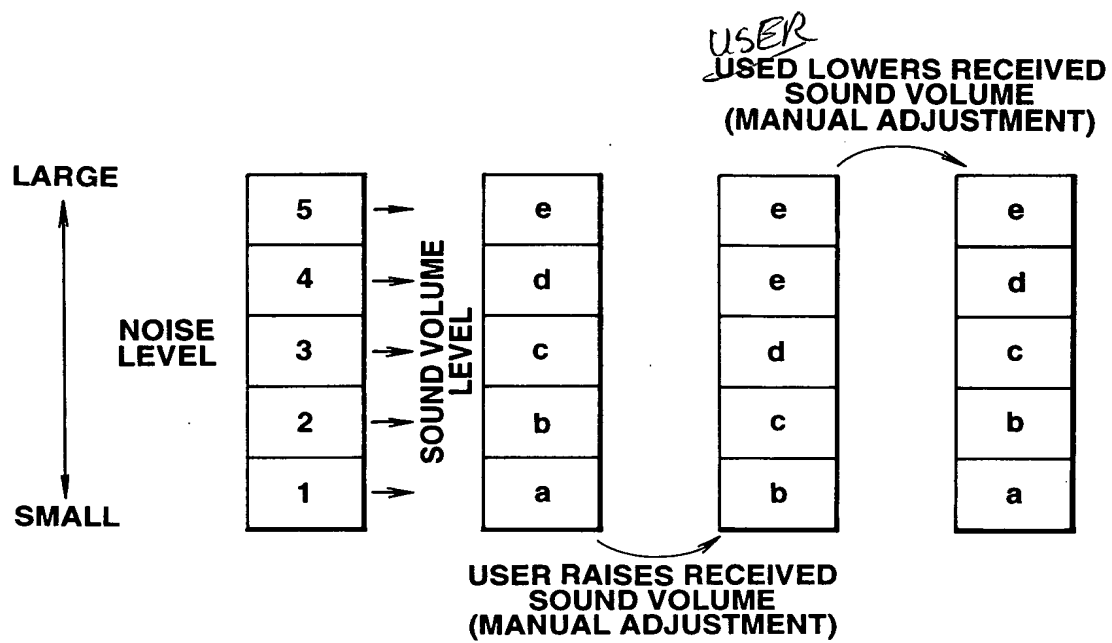 USER
USED LOWERS RECEIVED
SOUND VOLUME
(MANUAL ADJUSTMENT)
LARGE
SMALL
NOISE
LEVEL
5
4
3
2
1
SOUND VOLUME
LEVEL
e
d
c
b
a
e
e
d
c
b
e
d
c
b
a
USER RAISES RECEIVED
SOUND VOLUME
(MANUAL ADJUSTMENT)